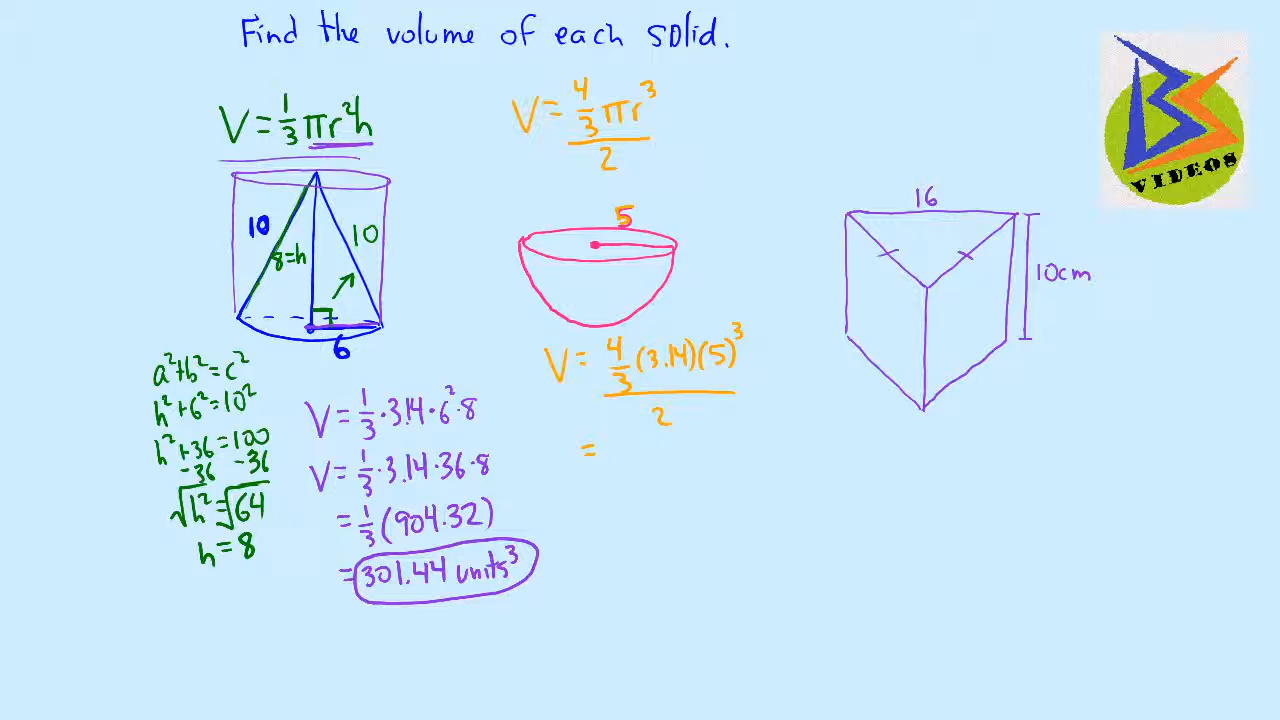 Find the volume of each solid.
V = 1/3 πr²h
10
10
8=h
6
a²+b²=c²
h²+6²=10²
h²+36=100
-36 -36
√h²=√64
h=8
V= 1/3 · 3.14 · 6² · 8
V= 1/3 · 3.14 · 36 · 8
= 1/3 (904.32)
= 301.44 units³
V= 4/3 πr³
2
5
V= 4/3 (3.14)(5)³
2
=
16
10cm
BS
VIDEOS